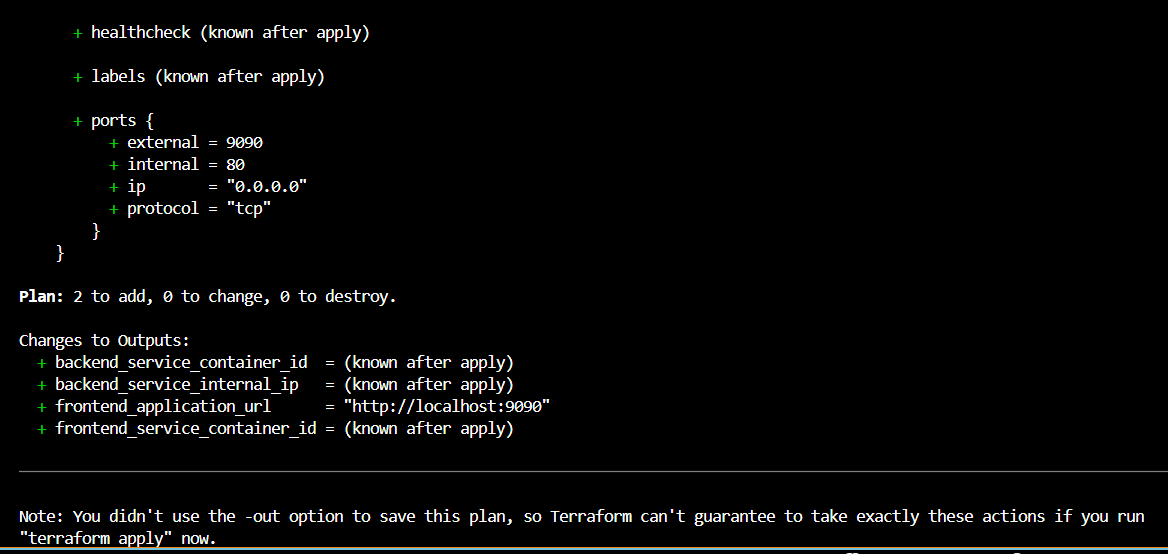 + healthcheck (known after apply)
+ labels (known after apply)
+ ports {
+ external = 9090
+ internal = 80
+ ip       = "0.0.0.0"
+ protocol = "tcp"
}
}
Plan: 2 to add, 0 to change, 0 to destroy.
Changes to Outputs:
+ backend_service_container_id  = (known after apply)
+ backend_service_internal_ip   = (known after apply)
+ frontend_application_url      = "http://localhost:9090"
+ frontend_service_container_id = (known after apply)
Note: You didn't use the -out option to save this plan, so Terraform can't guarantee to take exactly these actions if you run
"terraform apply" now.